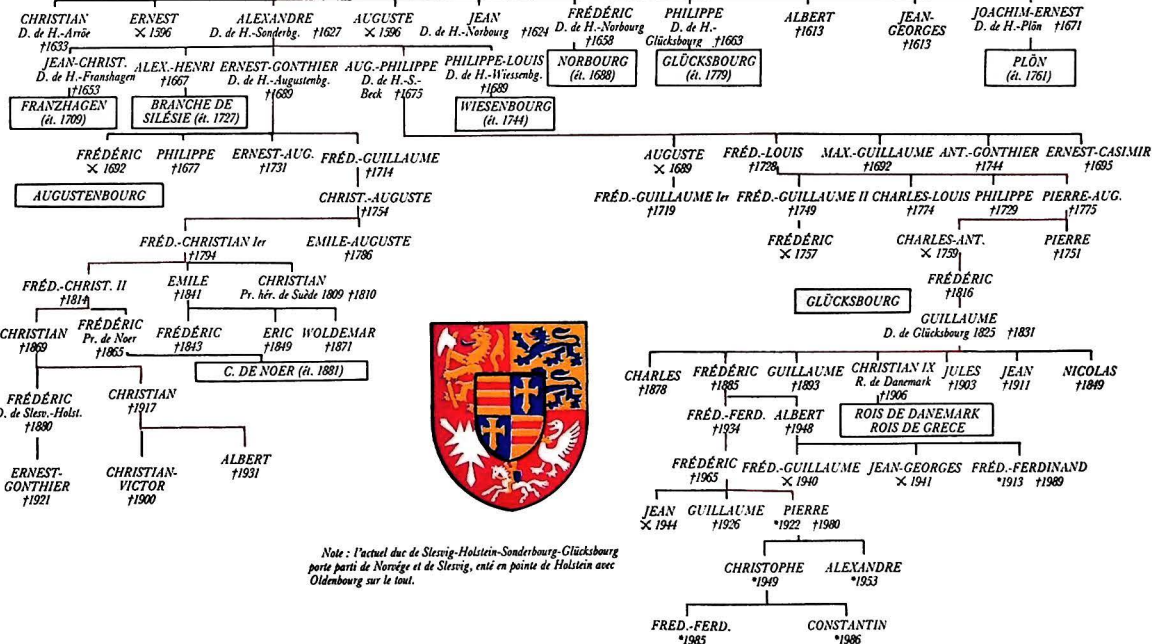 CHRISTIAN
D. de H.-Arröe
†1633
ERNEST
⚔ 1596
ALEXANDRE
D. de H.-Sonderbg. †1627
AUGUSTE
⚔ 1596
JEAN
D. de H.-Norbourg †1624
FRÉDÉRIC
D. de H.-Norbourg
†1658
PHILIPPE
D. de H.-
Glücksbourg †1663
ALBERT
†1613
JEAN-
GEORGES
†1613
JOACHIM-ERNEST
D. de H.-Plön †1671
NORBOURG
(ét. 1688)
GLÜCKSBOURG
(ét. 1779)
PLÖN
(ét. 1761)
JEAN-CHRIST.
D. de H.-Franshagen
†1653
ALEX.-HENRI
†1667
ERNEST-GONTHIER
D. de H.-Augustenbg.
†1689
AUG.-PHILIPPE
D. de H.-S.-
Beck †1675
PHILIPPE-LOUIS
D. de H.-Wiessenbg.
†1689
FRANZHAGEN
(ét. 1709)
BRANCHE DE
SILÉSIE (ét. 1727)
WIESENBOURG
(ét. 1744)
FRÉDÉRIC
⚔ 1692
PHILIPPE
†1677
ERNEST-AUG.
†1731
FRÉD.-GUILLAUME
†1714
AUGUSTE
⚔ 1689
FRÉD.-LOUIS
†1728
MAX.-GUILLAUME
†1692
ANT.-GONTHIER
†1744
ERNEST-CASIMIR
†1695
AUGUSTENBOURG
CHRIST.-AUGUSTE
†1754
FRÉD.-GUILLAUME Ier
†1719
FRÉD.-GUILLAUME II
†1749
CHARLES-LOUIS
†1774
PHILIPPE
†1729
PIERRE-AUG.
†1775
FRÉD.-CHRISTIAN Ier
†1794
EMILE-AUGUSTE
†1786
FRÉDÉRIC
⚔ 1757
CHARLES-ANT.
⚔ 1759
PIERRE
†1751
FRÉD.-CHRIST. II
†1814
EMILE
†1841
CHRISTIAN
Pr. hér. de Suède 1809 †1810
FRÉDÉRIC
†1816
GLÜCKSBOURG
GUILLAUME
D. de Glücksbourg 1825 †1831
CHRISTIAN
†1869
FRÉDÉRIC
Pr. de Noer
†1865
FRÉDÉRIC
†1843
ERIC
†1849
WOLDEMAR
†1871
C. DE NOER (ét. 1881)
CHARLES
†1878
FRÉDÉRIC
†1885
GUILLAUME
†1893
CHRISTIAN IX
R. de Danemark
†1906
JULES
†1903
JEAN
†1911
NICOLAS
†1849
FRÉDÉRIC
D. de Slesv.-Holst.
†1880
CHRISTIAN
†1917
FRÉD.-FERD.
†1934
ALBERT
†1948
ROIS DE DANEMARK
ROIS DE GRECE
ERNEST-
GONTHIER
†1921
CHRISTIAN-
VICTOR
†1900
ALBERT
†1931
FRÉDÉRIC
†1965
FRÉD.-GUILLAUME
⚔ 1940
JEAN-GEORGES
⚔ 1941
FRÉD.-FERDINAND
*1913 †1989
JEAN
⚔ 1944
GUILLAUME
†1926
PIERRE
*1922 †1980
Note : l'actuel duc de Slesvig-Holstein-Sonderbourg-Glücksbourg
porte parti de Norvége et de Slesvig, enté en pointe de Holstein avec
Oldenbourg sur le tout.
CHRISTOPHE
*1949
ALEXANDRE
*1953
FRED.-FERD.
*1985
CONSTANTIN
*1986